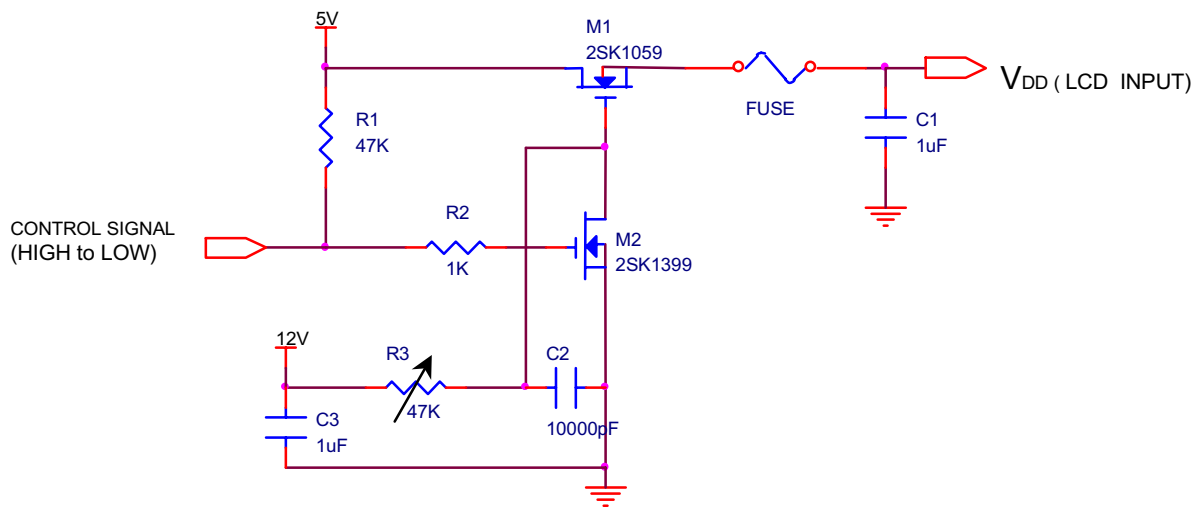 5V
M1
2SK1059
VDD ( LCD INPUT)
FUSE
R1
47K
C1
1uF
CONTROL SIGNAL
(HIGH to LOW)
R2
1K
M2
2SK1399
12V
R3
47K
C2
10000pF
C3
1uF